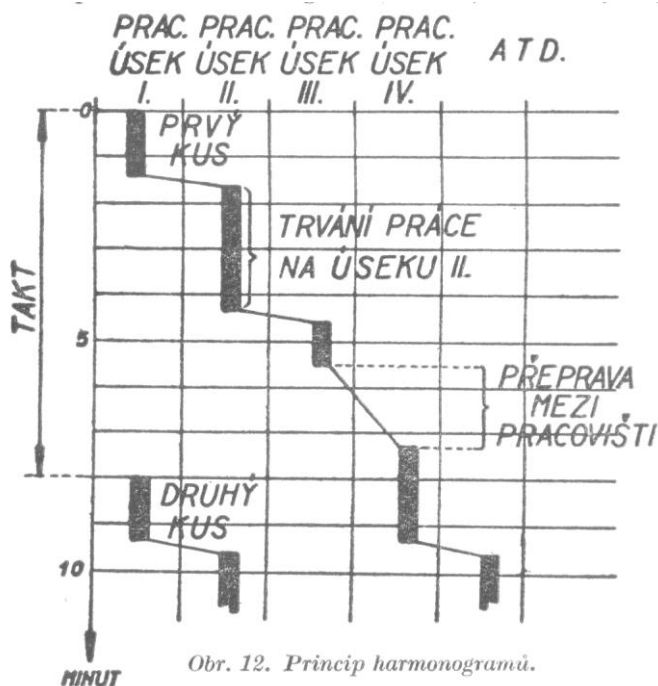 PRAC. PRAC. PRAC. PRAC.
ÚSEK ÚSEK ÚSEK ÚSEK A T D.
I. II. III. IV.
0
PRVÝ
KUS
TRVÁNÍ PRÁCE
NA ÚSEKU II.
TAKT
5
PŘEPRAVA
MEZI
PRACOVIŠTI
DRUHÝ
KUS
10
MINUT
Obr. 12. Princip harmonogramů.